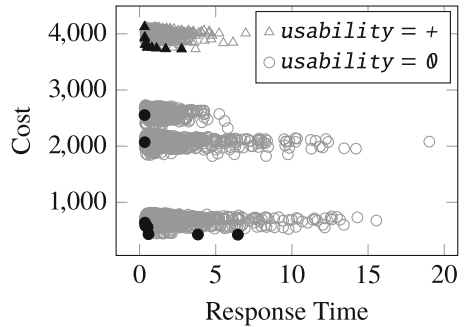 4,000
3,000
2,000
1,000
Cost
0
5
10
15
20
Response Time
usability = +
usability = 0